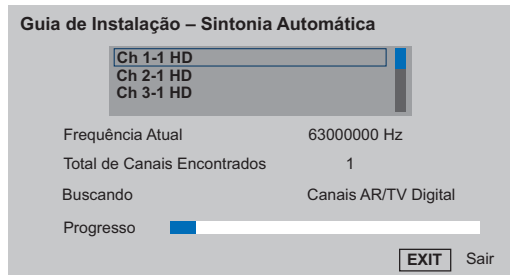 Guia de Instalação – Sintonia Automática
Ch 1-1 HD
Ch 2-1 HD
Ch 3-1 HD
Frequência Atual 63000000 Hz
Total de Canais Encontrados 1
Buscando Canais AR/TV Digital
Progresso
EXIT Sair